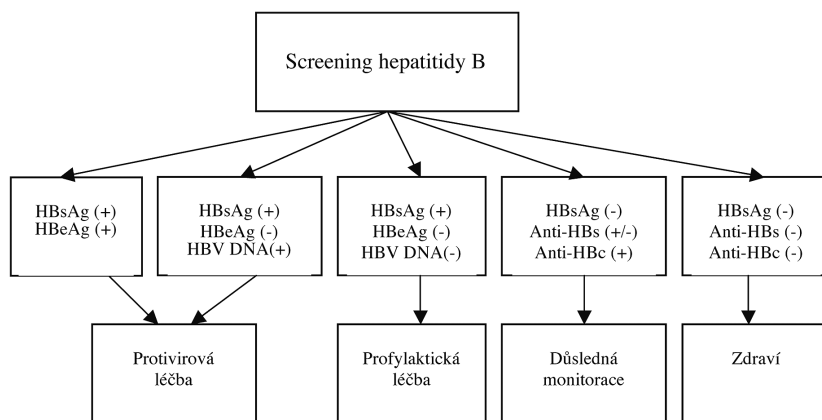 Screening hepatitidy B
HBsAg (+)
HBeAg (+)
HBsAg (+)
HBeAg (-)
HBV DNA(+)
HBsAg (+)
HBeAg (-)
HBV DNA(-)
HBsAg (-)
Anti-HBs (+/-)
Anti-HBc (+)
HBsAg (-)
Anti-HBs (-)
Anti-HBc (-)
Protivirová
léčba
Profylaktická
léčba
Důsledná
monitorace
Zdraví